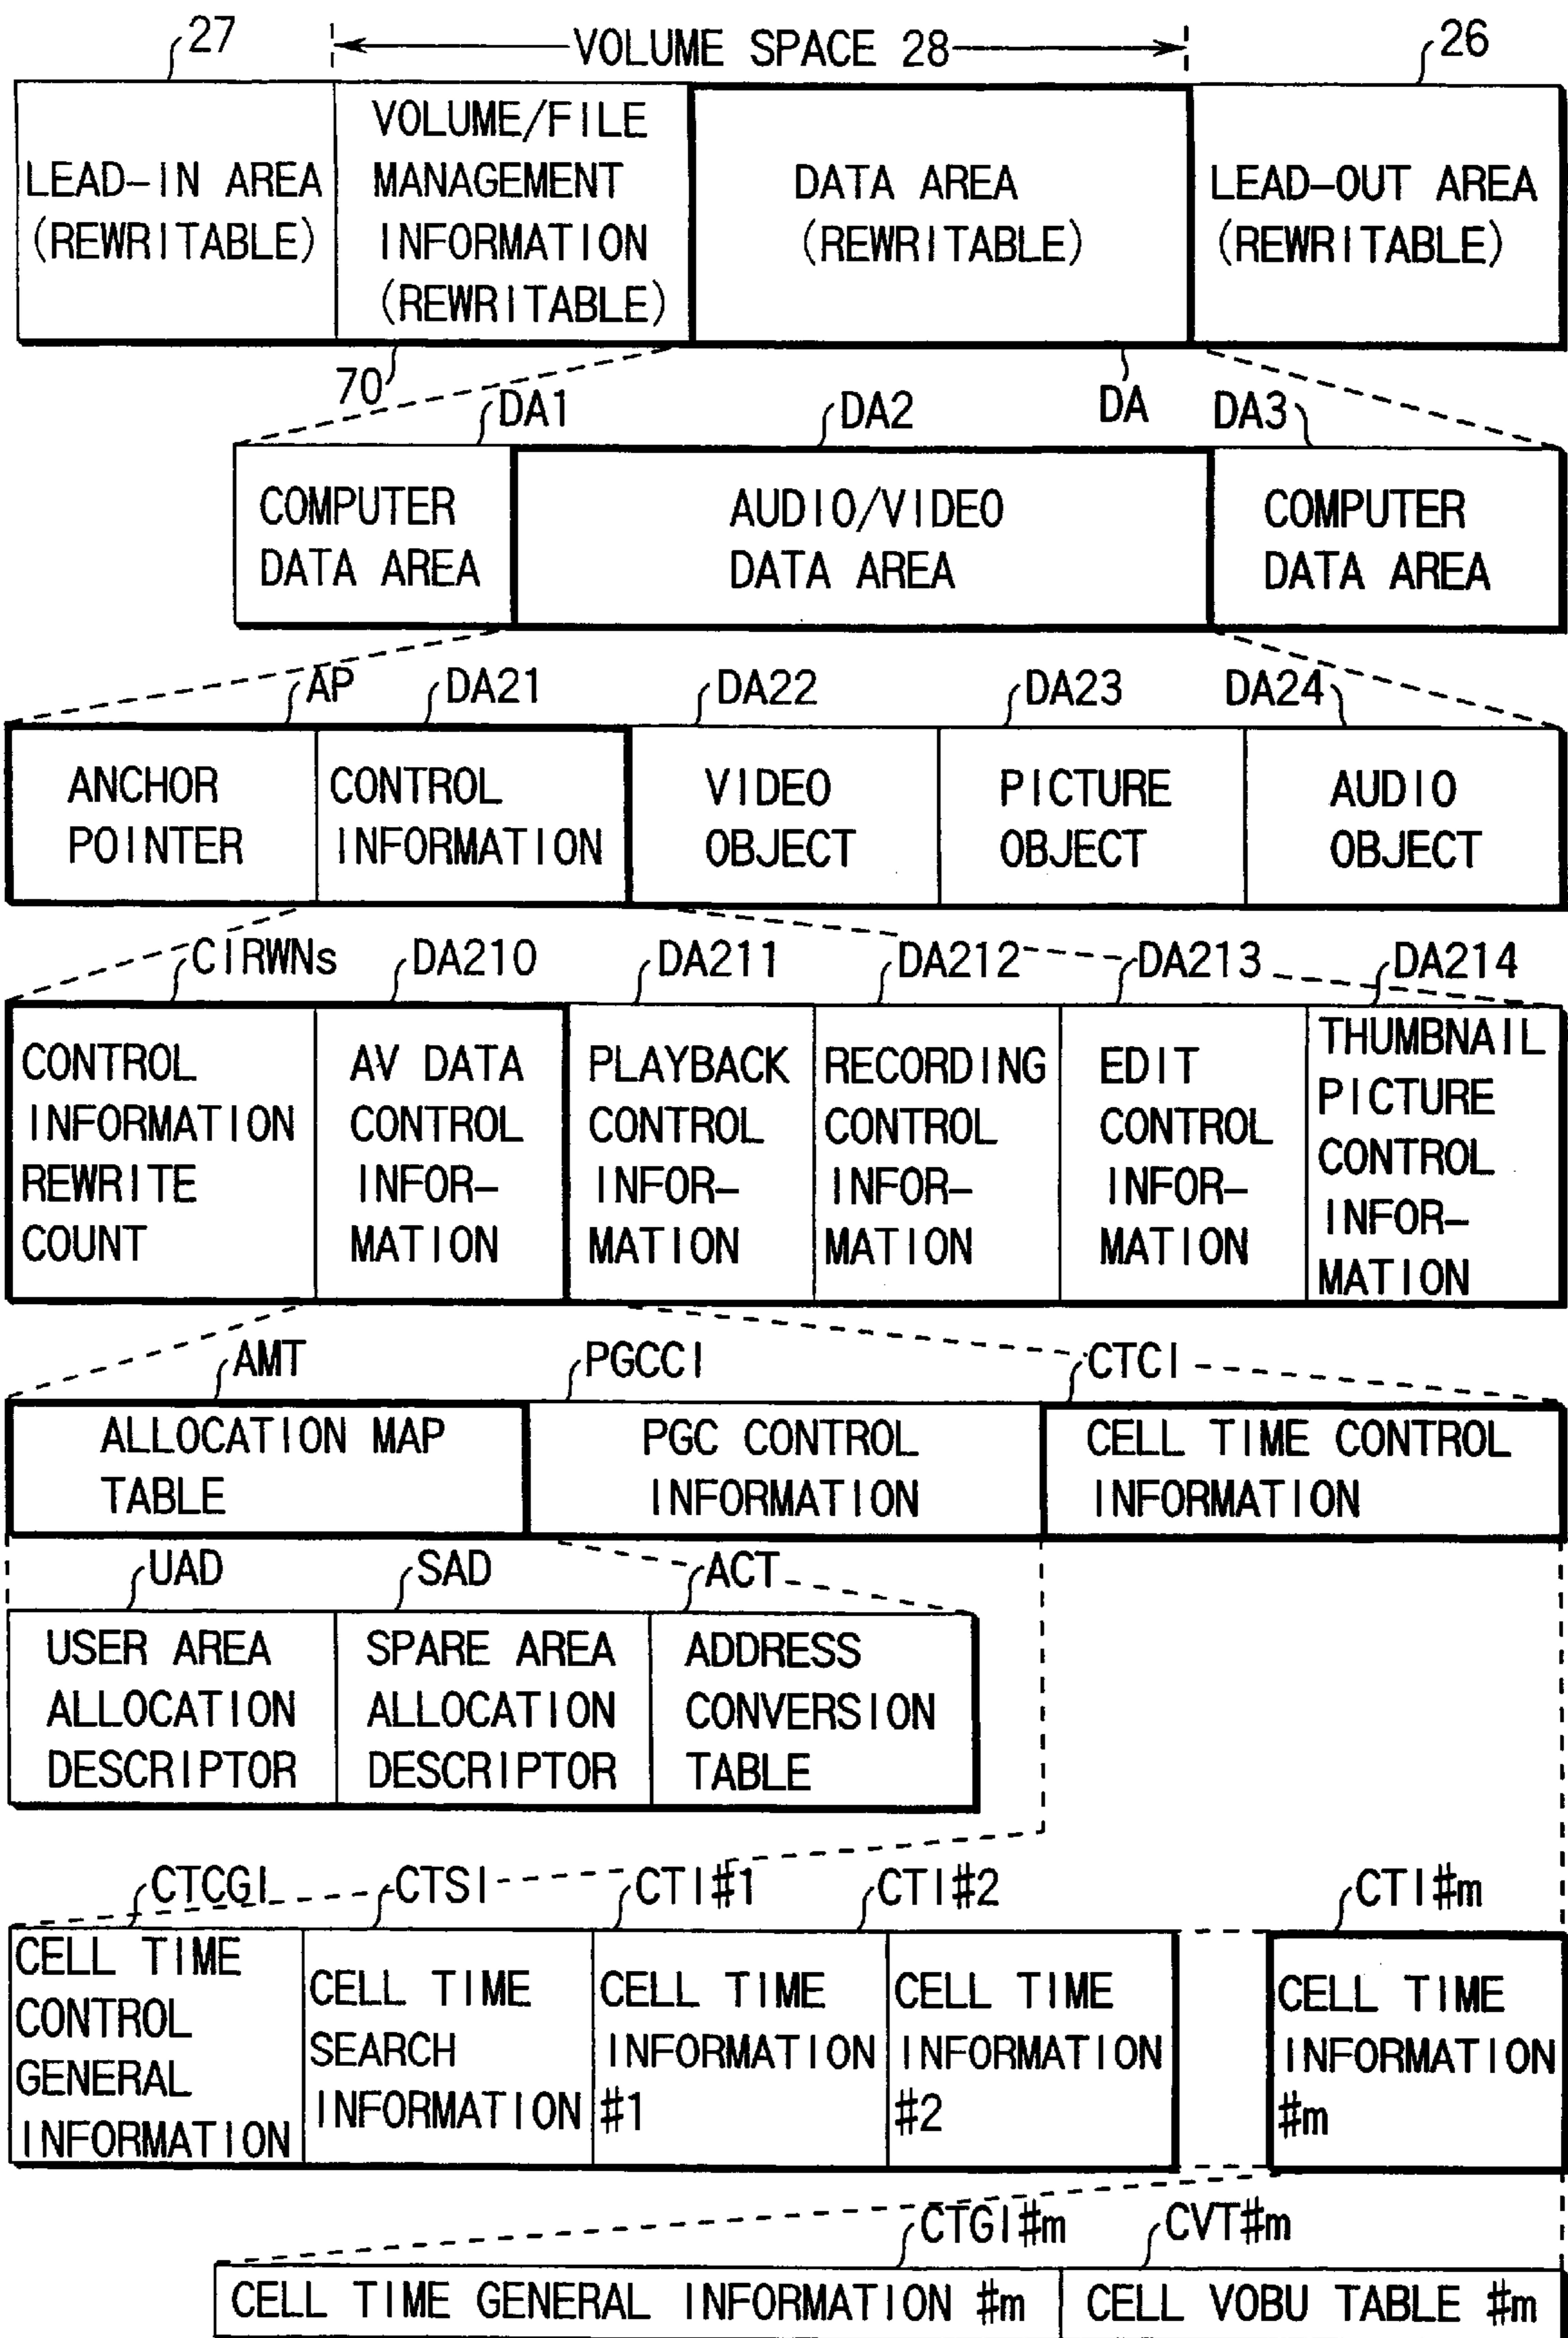 27
VOLUME SPACE 28
26
LEAD-IN AREA
(REWRITABLE)
VOLUME/FILE
MANAGEMENT
INFORMATION
(REWRITABLE)
DATA AREA
(REWRITABLE)
LEAD-OUT AREA
(REWRITABLE)
70
DA
DA1
DA2
DA3
COMPUTER
DATA AREA
AUDIO/VIDEO
DATA AREA
COMPUTER
DATA AREA
AP
DA21
DA22
DA23
DA24
ANCHOR
POINTER
CONTROL
INFORMATION
VIDEO
OBJECT
PICTURE
OBJECT
AUDIO
OBJECT
CIRWNs
DA210
DA211
DA212
DA213
DA214
CONTROL
INFORMATION
REWRITE
COUNT
AV DATA
CONTROL
INFOR-
MATION
PLAYBACK
CONTROL
INFOR-
MATION
RECORDING
CONTROL
INFOR-
MATION
EDIT
CONTROL
INFOR-
MATION
THUMBNAIL
PICTURE
CONTROL
INFOR-
MATION
AMT
PGCCI
CTCI
ALLOCATION MAP
TABLE
PGC CONTROL
INFORMATION
CELL TIME CONTROL
INFORMATION
UAD
SAD
ACT
USER AREA
ALLOCATION
DESCRIPTOR
SPARE AREA
ALLOCATION
DESCRIPTOR
ADDRESS
CONVERSION
TABLE
CTCGI
CTSI
CTI#1
CTI#2
CTI#m
CELL TIME
CONTROL
GENERAL
INFORMATION
CELL TIME
SEARCH
INFORMATION
CELL TIME
INFORMATION
#1
CELL TIME
INFORMATION
#2
CELL TIME
INFORMATION
#m
CTGI#m
CVT#m
CELL TIME GENERAL INFORMATION #m
CELL VOBU TABLE #m